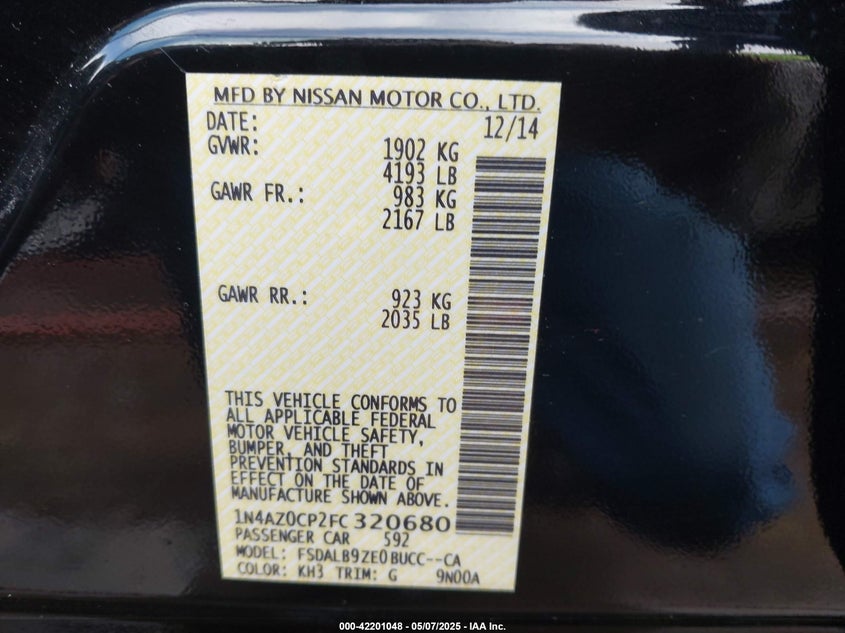 MFD BY NISSAN MOTOR CO., LTD.
DATE: 12/14
GVWR: 1902 KG
4193 LB
GAWR FR.: 983 KG
2167 LB
GAWR RR.: 923 KG
2035 LB
THIS VEHICLE CONFORMS TO
ALL APPLICABLE FEDERAL
MOTOR VEHICLE SAFETY,
BUMPER, AND THEFT
PREVENTION STANDARDS IN
EFFECT ON THE DATE OF
MANUFACTURE SHOWN ABOVE.
1N4AZ0CP2FC320680
PASSENGER CAR 592
MODEL: FSDALB9ZE0BUCC--CA
COLOR: KH3 TRIM: G 9N00A
000-42201048 - 05/07/2025 - IAA Inc.